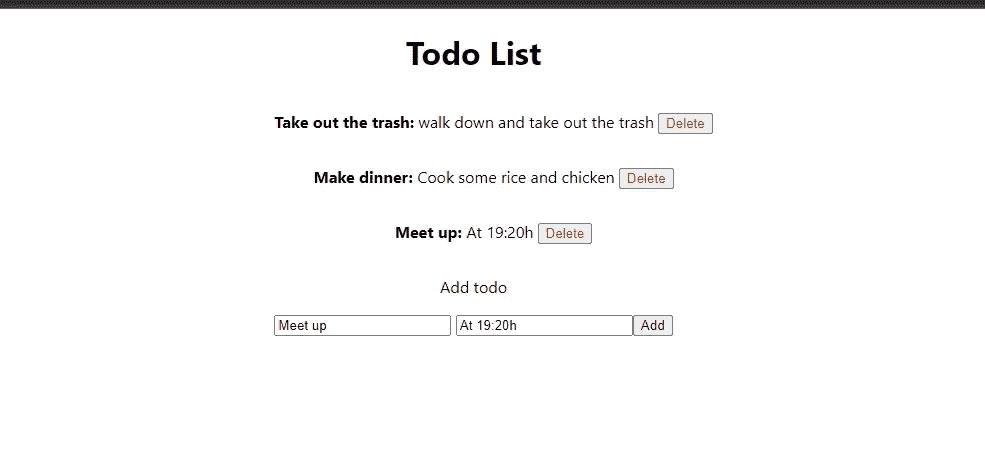 Todo List
Take out the trash: walk down and take out the trash Delete
Make dinner: Cook some rice and chicken Delete
Meet up: At 19:20h Delete
Add todo
Meet up At 19:20h Add